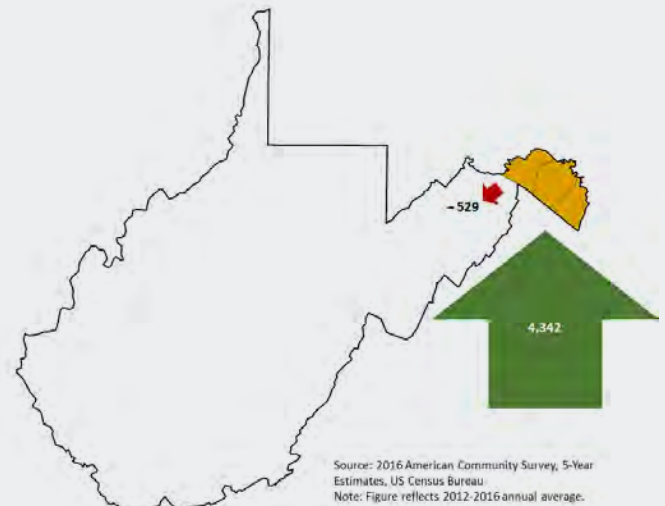 – 529
4,342
Source: 2016 American Community Survey, 5-Year
Estimates, US Census Bureau
Note: Figure reflects 2012-2016 annual average.